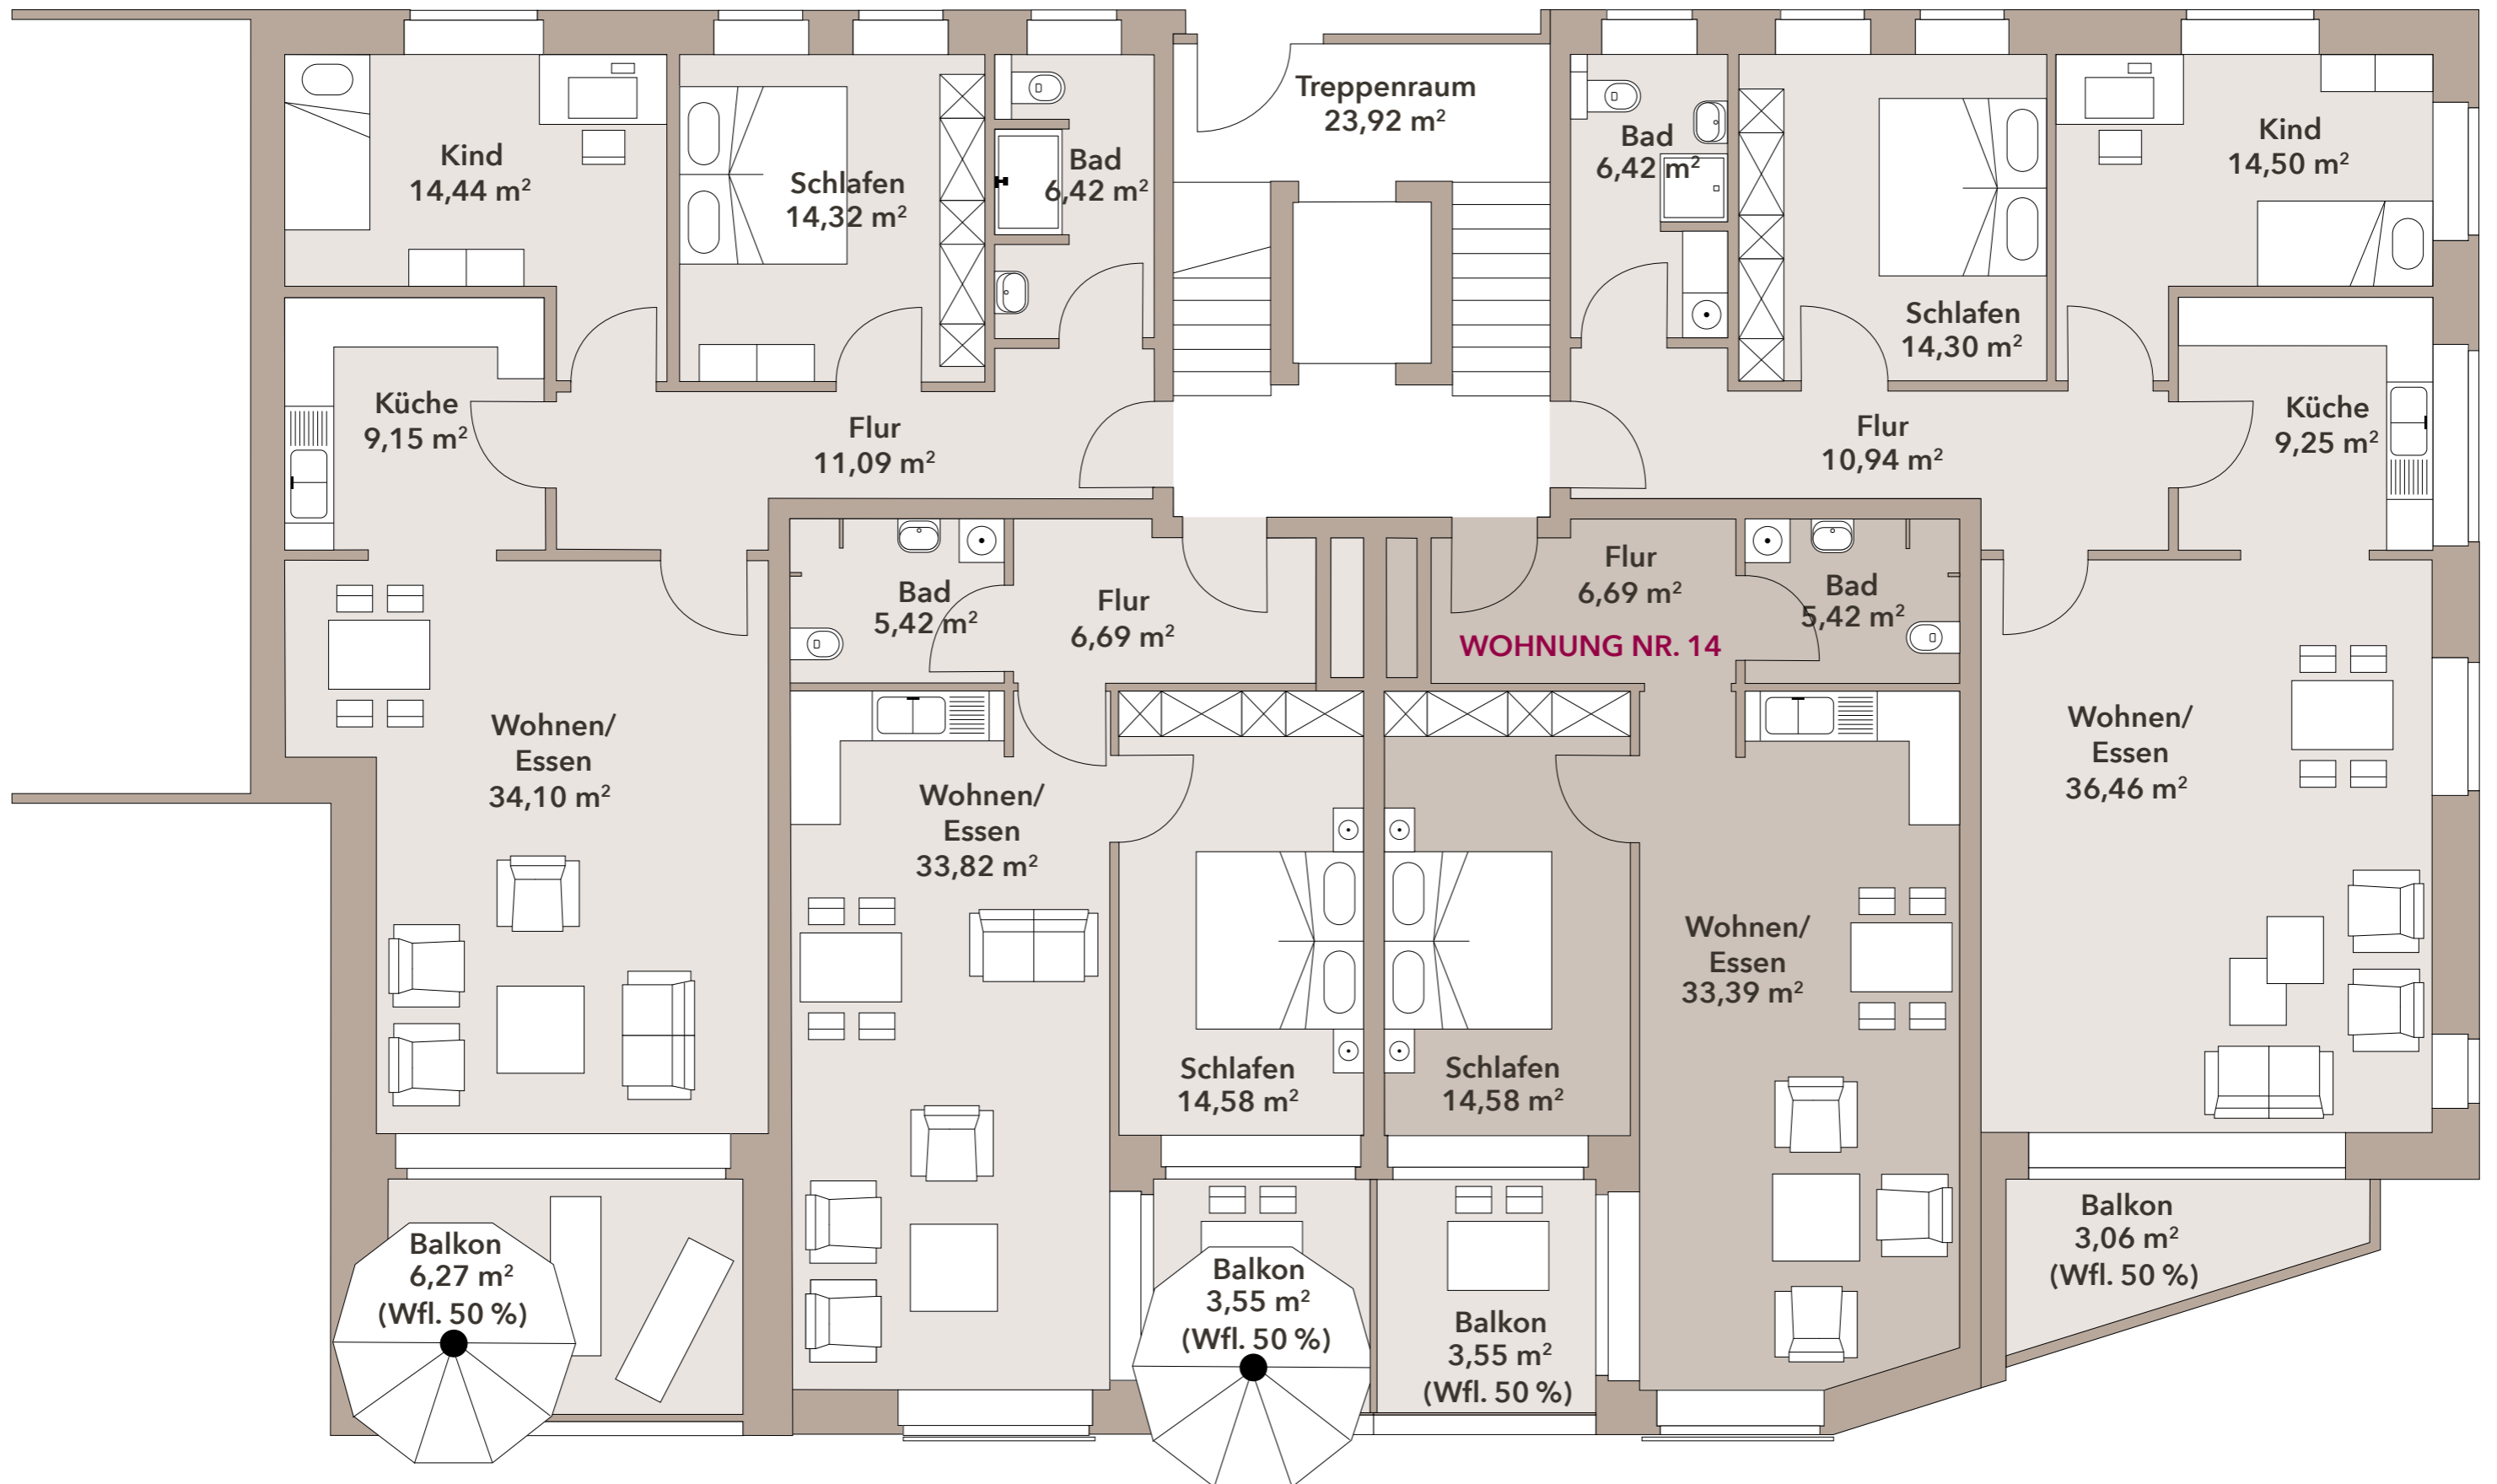 Treppenraum
23,92 m²
Kind
14,44 m²
Schlafen
14,32 m²
Bad
6,42 m²
Bad
6,42 m²
Kind
14,50 m²
Schlafen
14,30 m²
Küche
9,15 m²
Flur
11,09 m²
Flur
10,94 m²
Küche
9,25 m²
Bad
5,42 m²
Flur
6,69 m²
Flur
6,69 m²
WOHNUNG NR. 14
Bad
5,42 m²
Wohnen/
Essen
34,10 m²
Wohnen/
Essen
33,82 m²
Wohnen/
Essen
33,39 m²
Wohnen/
Essen
36,46 m²
Schlafen
14,58 m²
Schlafen
14,58 m²
Balkon
6,27 m²
(Wfl. 50 %)
Balkon
3,55 m²
(Wfl. 50 %)
Balkon
3,55 m²
(Wfl. 50 %)
Balkon
3,06 m²
(Wfl. 50 %)